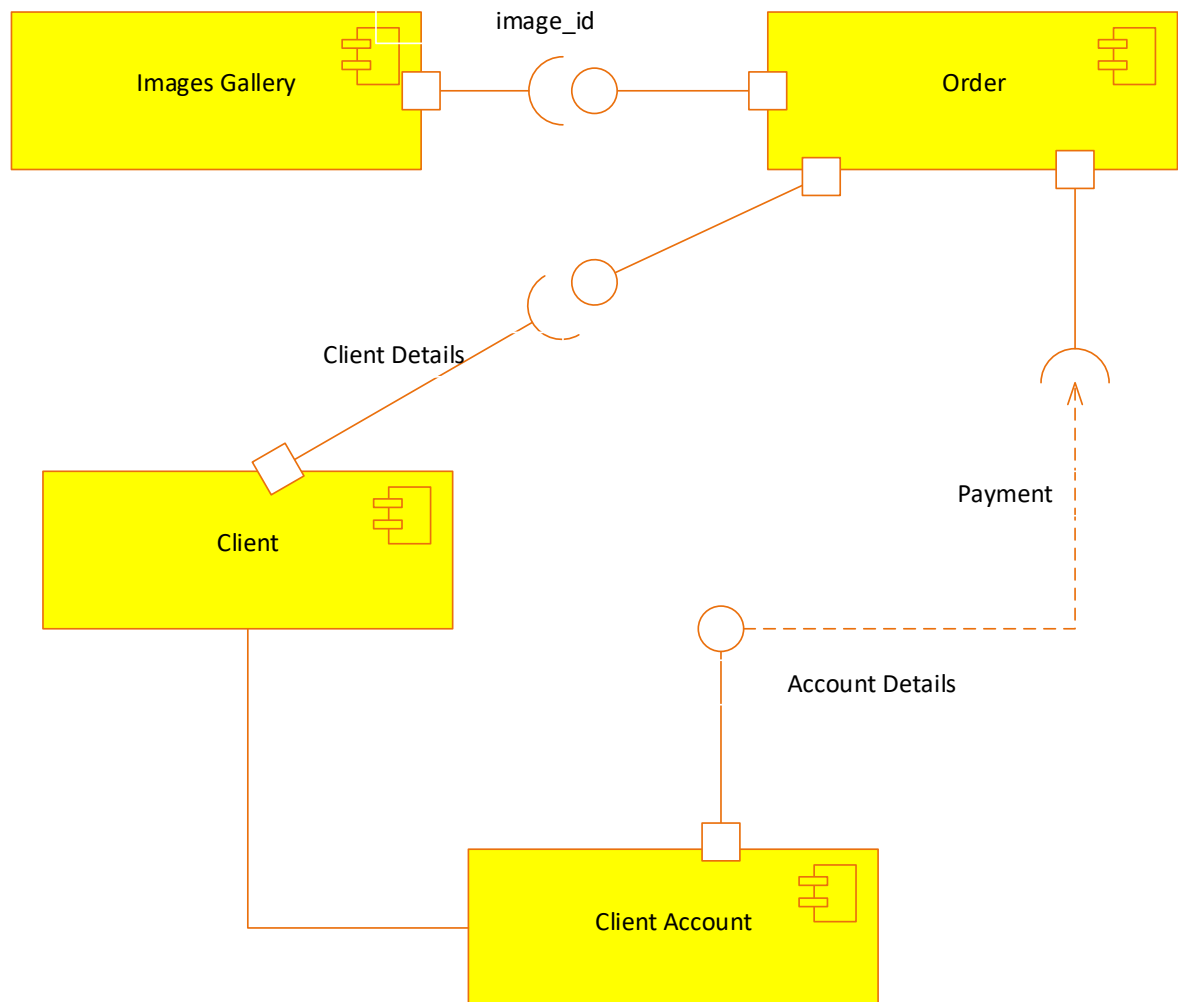 image_id
Images Gallery
Order
Client Details
Payment
Client
Account Details
Client Account